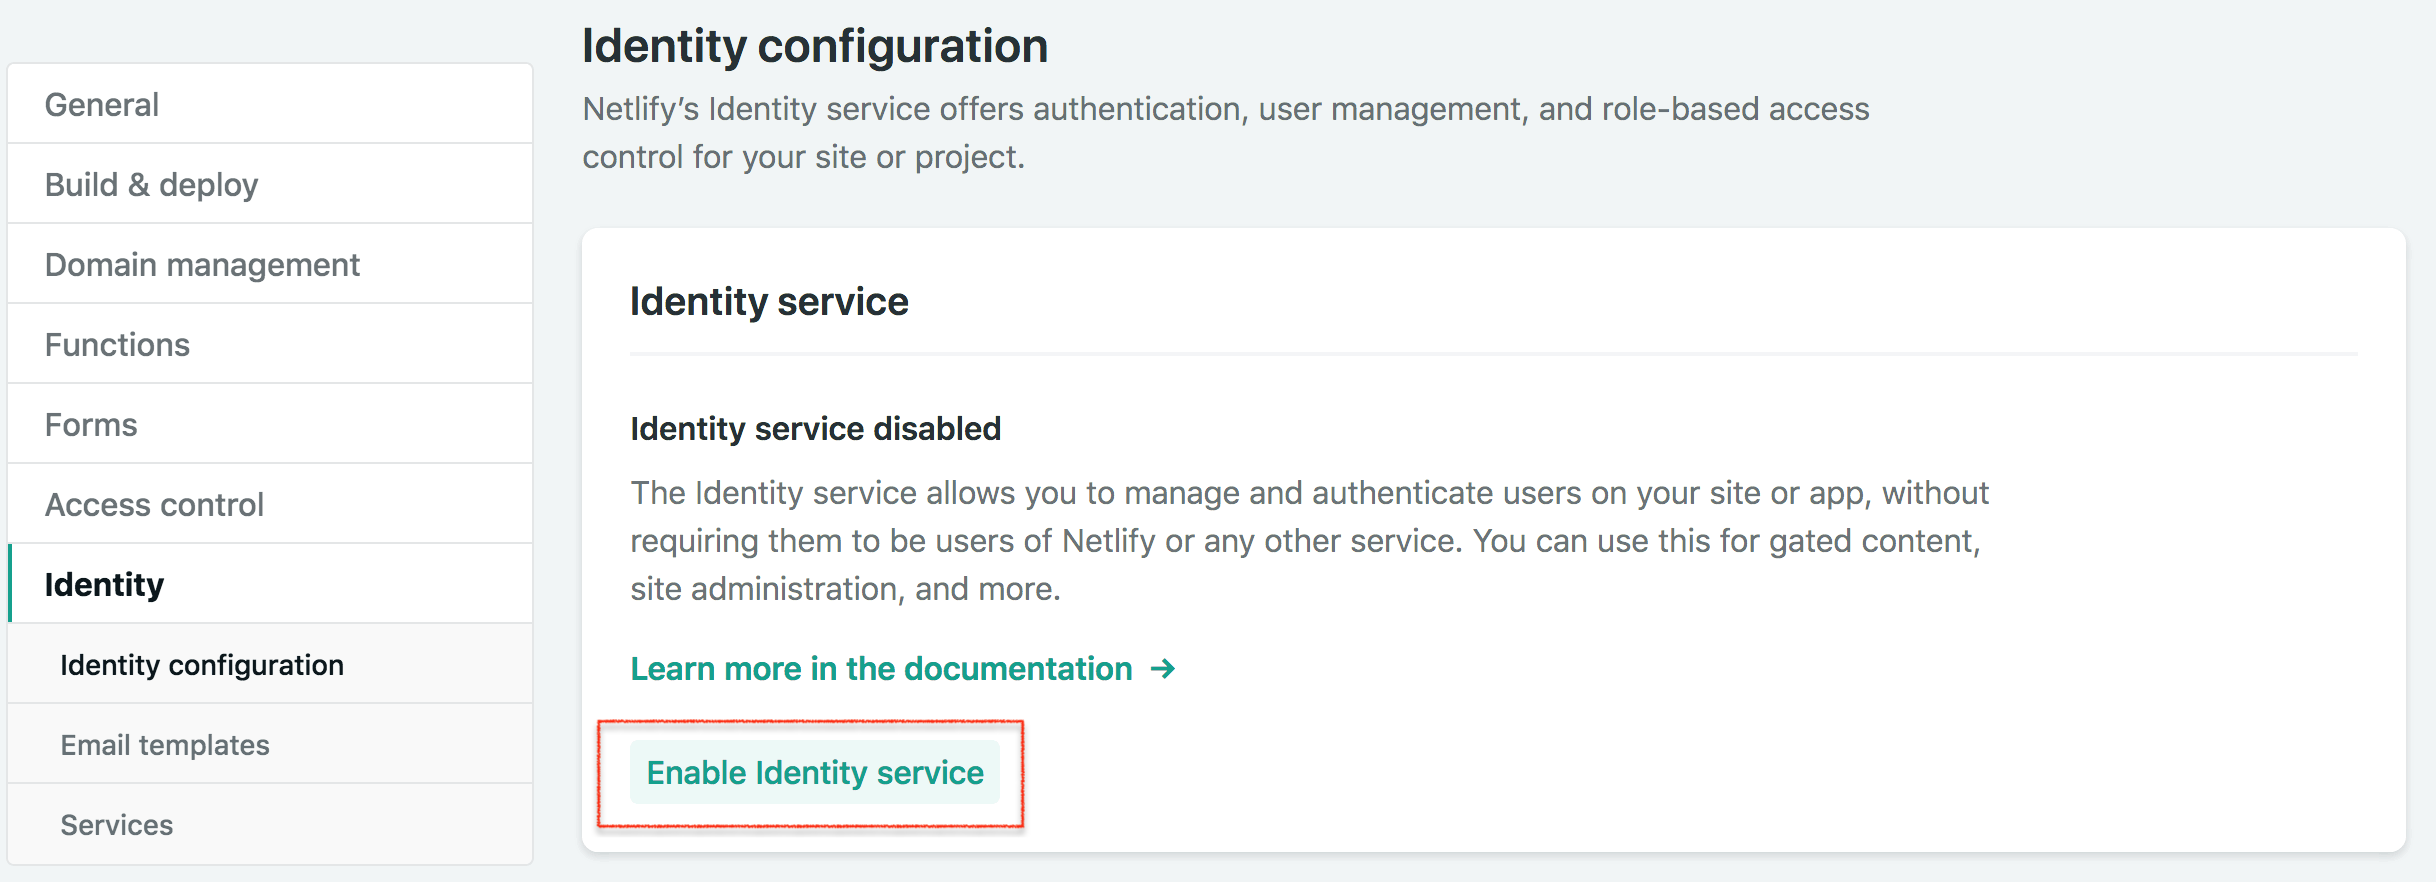 General
Build & deploy
Domain management
Functions
Forms
Access control
Identity
Identity configuration
Email templates
Services
Identity configuration
Netlify’s Identity service offers authentication, user management, and role-based access
control for your site or project.
Identity service
Identity service disabled
The Identity service allows you to manage and authenticate users on your site or app, without
requiring them to be users of Netlify or any other service. You can use this for gated content,
site administration, and more.
Learn more in the documentation →
Enable Identity service